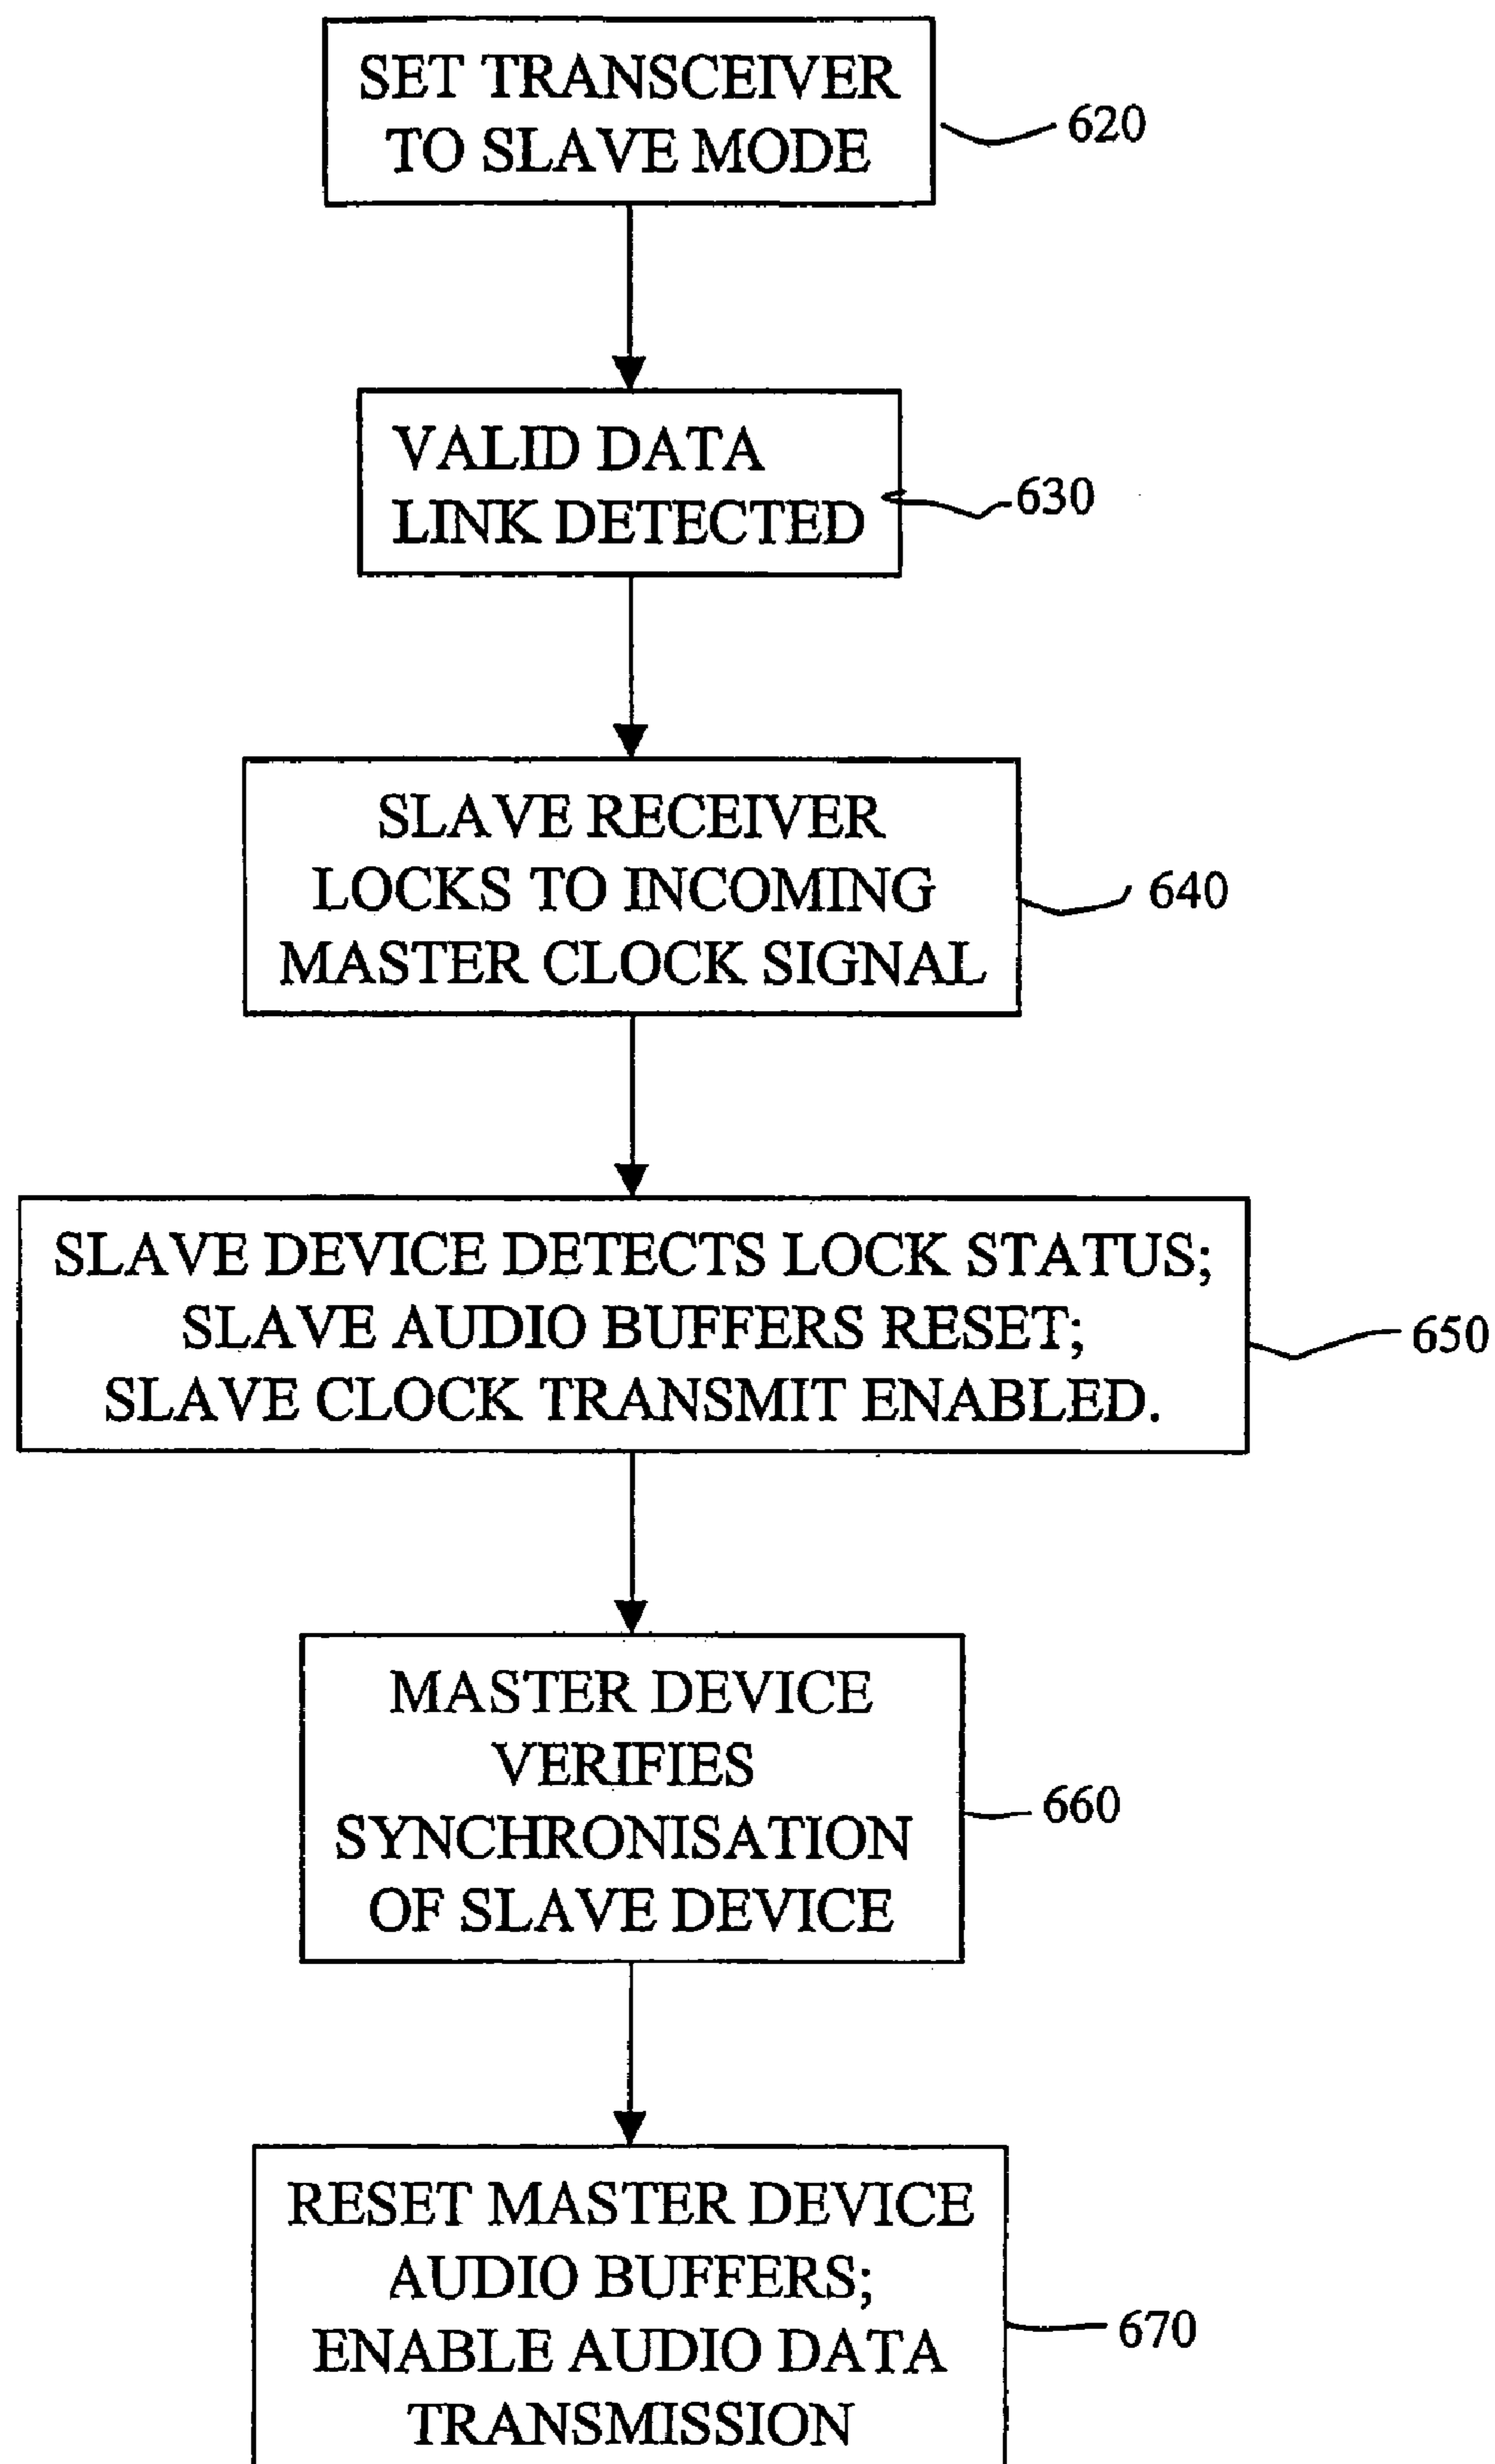 SET TRANSCEIVER
TO SLAVE MODE
620
VALID DATA
LINK DETECTED
630
SLAVE RECEIVER
LOCKS TO INCOMING
MASTER CLOCK SIGNAL
640
SLAVE DEVICE DETECTS LOCK STATUS;
SLAVE AUDIO BUFFERS RESET;
SLAVE CLOCK TRANSMIT ENABLED.
650
MASTER DEVICE
VERIFIES
SYNCHRONISATION
OF SLAVE DEVICE
660
RESET MASTER DEVICE
AUDIO BUFFERS;
ENABLE AUDIO DATA
TRANSMISSION
670